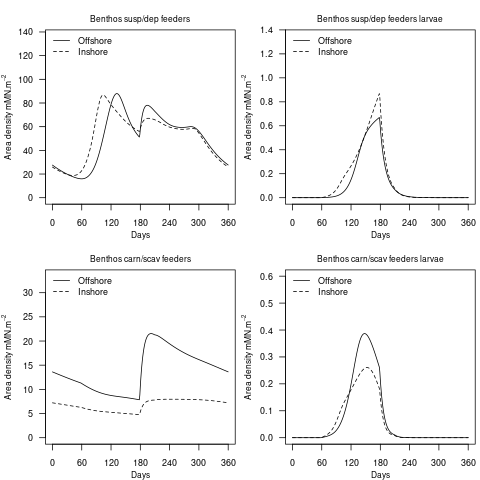 Benthos susp/dep feeders
Area density mMN.m⁻²
140
120
100
80
60
40
20
0
Offshore
Inshore
0 60 120 180 240 300 360
Days
Benthos susp/dep feeders larvae
Area density mMN.m⁻²
1.4
1.2
1.0
0.8
0.6
0.4
0.2
0.0
Offshore
Inshore
0 60 120 180 240 300 360
Days
Benthos carn/scav feeders
Area density mMN.m⁻²
30
25
20
15
10
5
0
Offshore
Inshore
0 60 120 180 240 300 360
Days
Benthos carn/scav feeders larvae
Area density mMN.m⁻²
0.6
0.5
0.4
0.3
0.2
0.1
0.0
Offshore
Inshore
0 60 120 180 240 300 360
Days